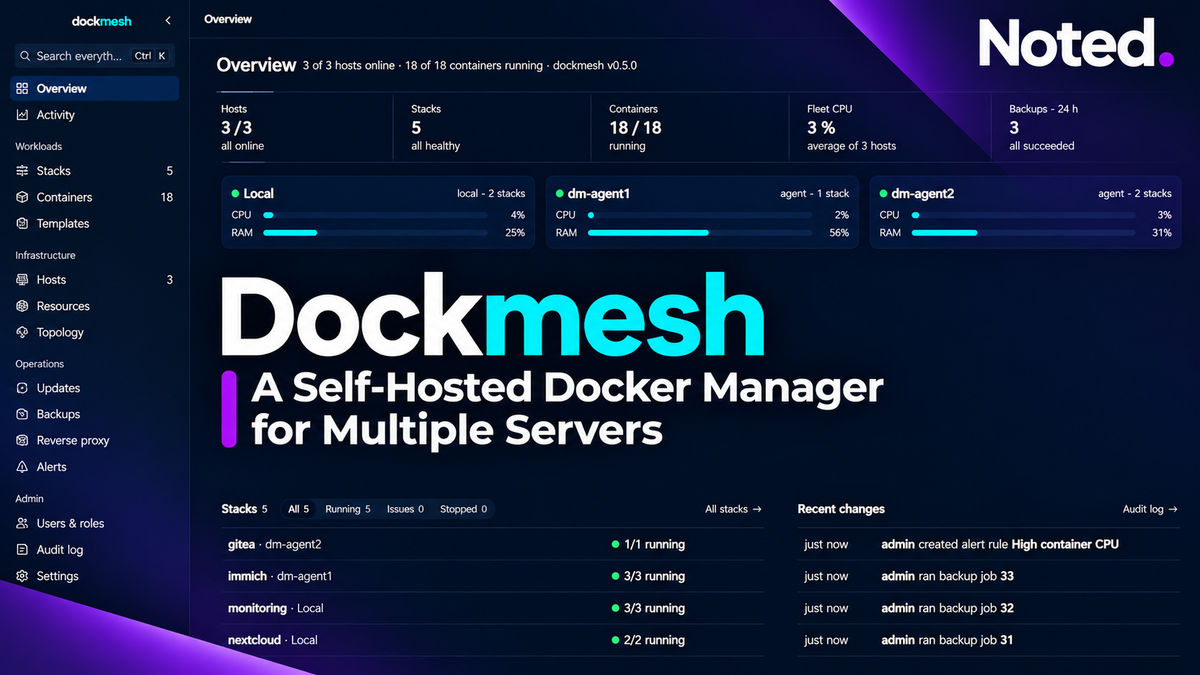 dockmesh
Search everyth... Ctrl K
Overview
Activity
Workloads
Stacks 5
Containers 18
Templates
Infrastructure
Hosts 3
Resources
Topology
Operations
Updates
Backups
Reverse proxy
Alerts
Admin
Users & roles
Audit log
Settings
Overview
Noted.
Overview 3 of 3 hosts online · 18 of 18 containers running · dockmesh v0.5.0
Hosts
3 / 3
all online
Stacks
5
all healthy
Containers
18 / 18
running
Fleet CPU
3 %
average of 3 hosts
Backups - 24 h
3
all succeeded
Local local - 2 stacks
CPU 4%
RAM 25%
dm-agent1 agent - 1 stack
CPU 2%
RAM 56%
dm-agent2 agent - 2 stacks
CPU 3%
RAM 31%
Dockmesh
A Self-Hosted Docker Manager
for Multiple Servers
Stacks 5 All 5 Running 5 Issues 0 Stopped 0 All stacks →
gitea · dm-agent2 1/1 running
immich · dm-agent1 3/3 running
monitoring · Local 3/3 running
nextcloud · Local 2/2 running
Recent changes Audit log →
just now admin created alert rule High container CPU
just now admin ran backup job 33
just now admin ran backup job 32
just now admin ran backup job 31